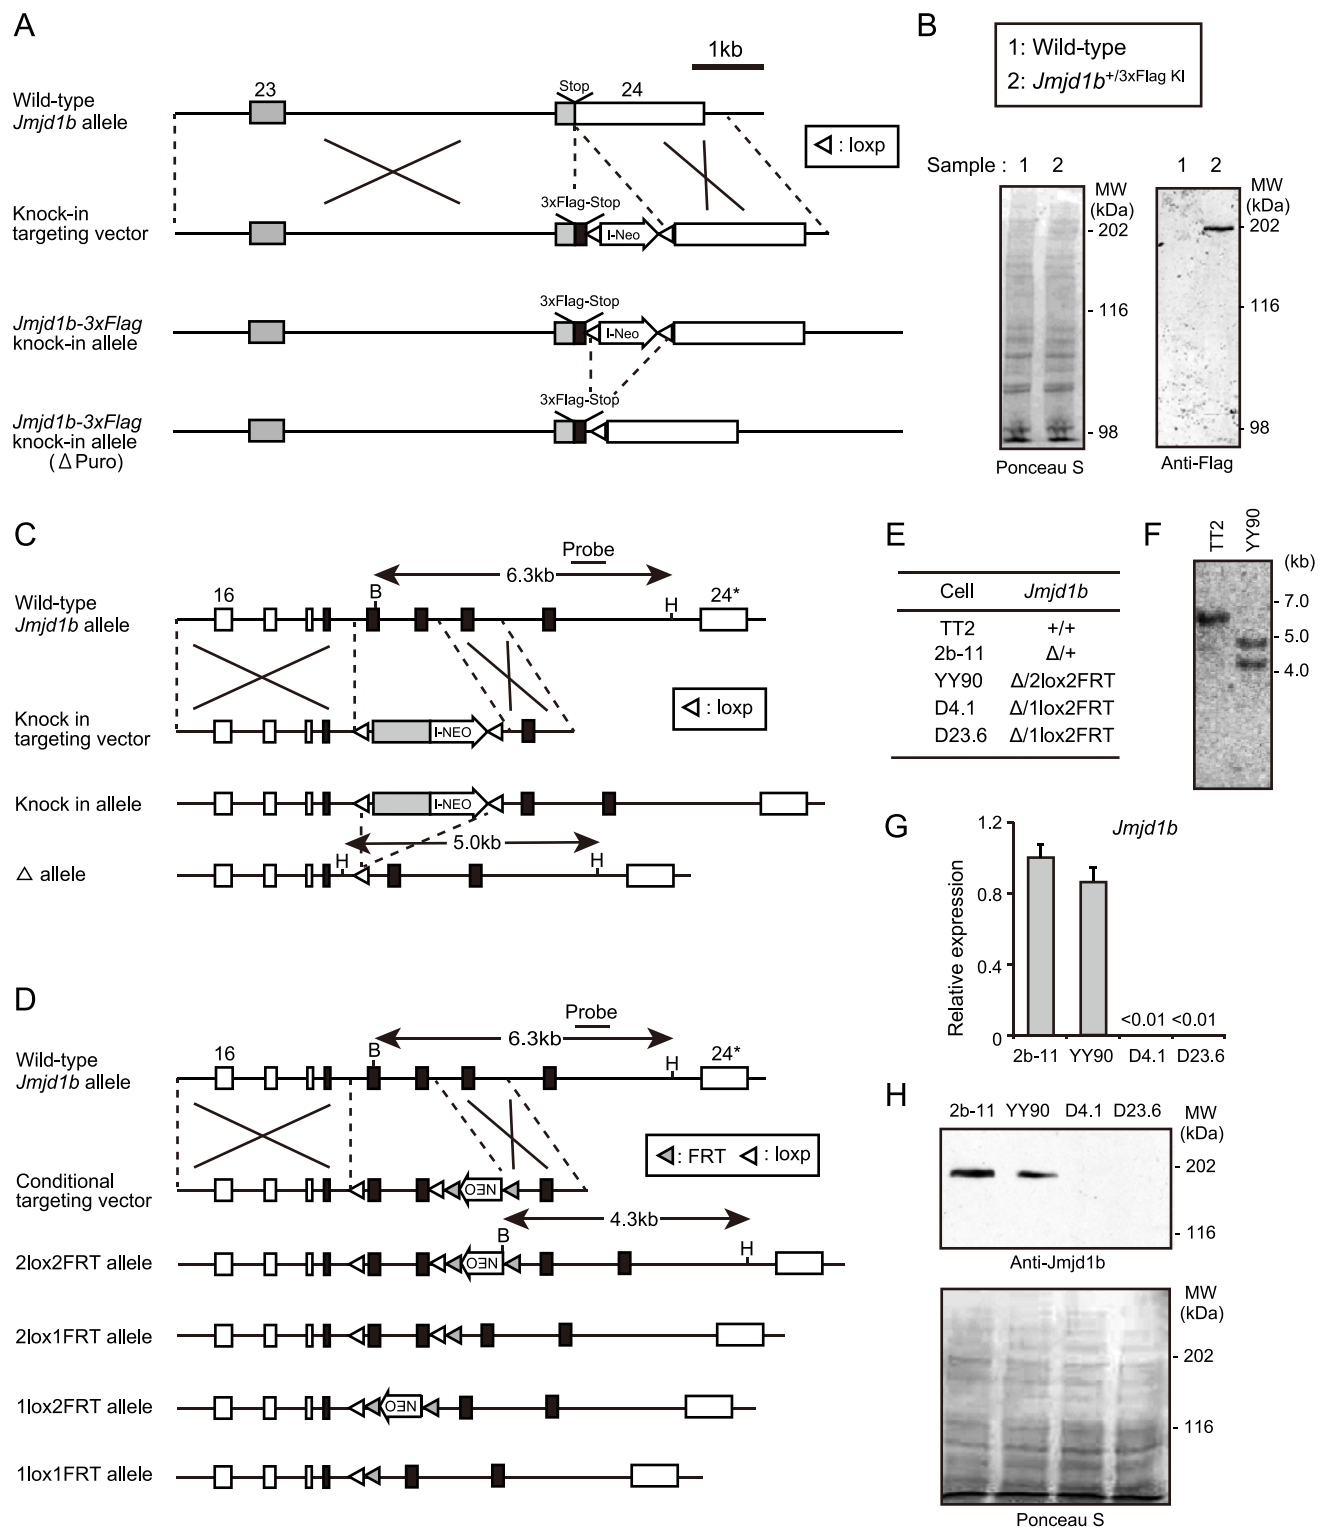 A
1kb
Stop
23
24
Wild-type
Jmjd1b allele
: loxp
3xFlag-Stop
Knock-in
targeting vector
I-Neo
3xFlag-Stop
Jmjd1b-3xFlag
knock-in allele
I-Neo
3xFlag-Stop
Jmjd1b-3xFlag
knock-in allele
(Δ Puro)
B
1: Wild-type
2: Jmjd1b+/3xFlag KI
Sample : 1 2
MW
(kDa)
- 202
- 116
- 98
Ponceau S
1 2
MW
(kDa)
- 202
- 116
- 98
Anti-Flag
C
Probe
6.3kb
16
B
H
24*
Wild-type
Jmjd1b allele
: loxp
Knock in
targeting vector
I-NEO
Knock in allele
I-NEO
5.0kb
H
H
△ allele
D
Probe
6.3kb
16
B
H
24*
Wild-type
Jmjd1b allele
: FRT : loxp
Conditional
targeting vector
NEO
4.3kb
B
H
2lox2FRT allele
NEO
2lox1FRT allele
1lox2FRT allele
NEO
1lox1FRT allele
E
Cell Jmjd1b
TT2 +/+
2b-11 Δ/+
YY90 Δ/2lox2FRT
D4.1 Δ/1lox2FRT
D23.6 Δ/1lox2FRT
F
TT2
YY90
(kb)
- 7.0
- 5.0
- 4.0
G
Jmjd1b
Relative expression
1.2
0.8
0.4
0
<0.01 <0.01
2b-11 YY90 D4.1 D23.6
H
2b-11 YY90 D4.1 D23.6
MW
(kDa)
- 202
- 116
Anti-Jmjd1b
MW
(kDa)
- 202
- 116
Ponceau S